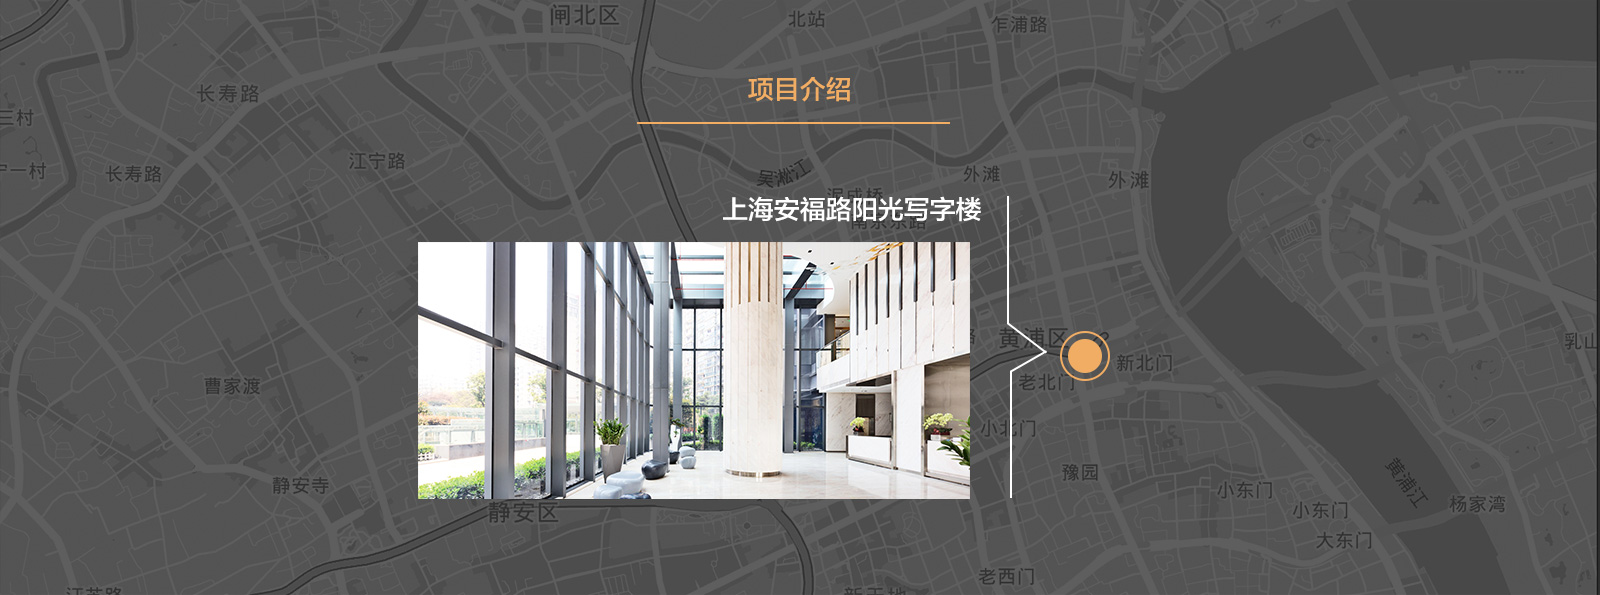 闸北区
北站
乍浦路
项目介绍
长寿路
三村
江宁路
一村
长寿路
吴淞江
外滩
外滩
上海安福路阳光写字楼
黄浦区
乳山
新北门
老北门
曹家渡
小北门
豫园
静安寺
小东门
黄浦江
杨家湾
静安区
小东门
大东门
老西门